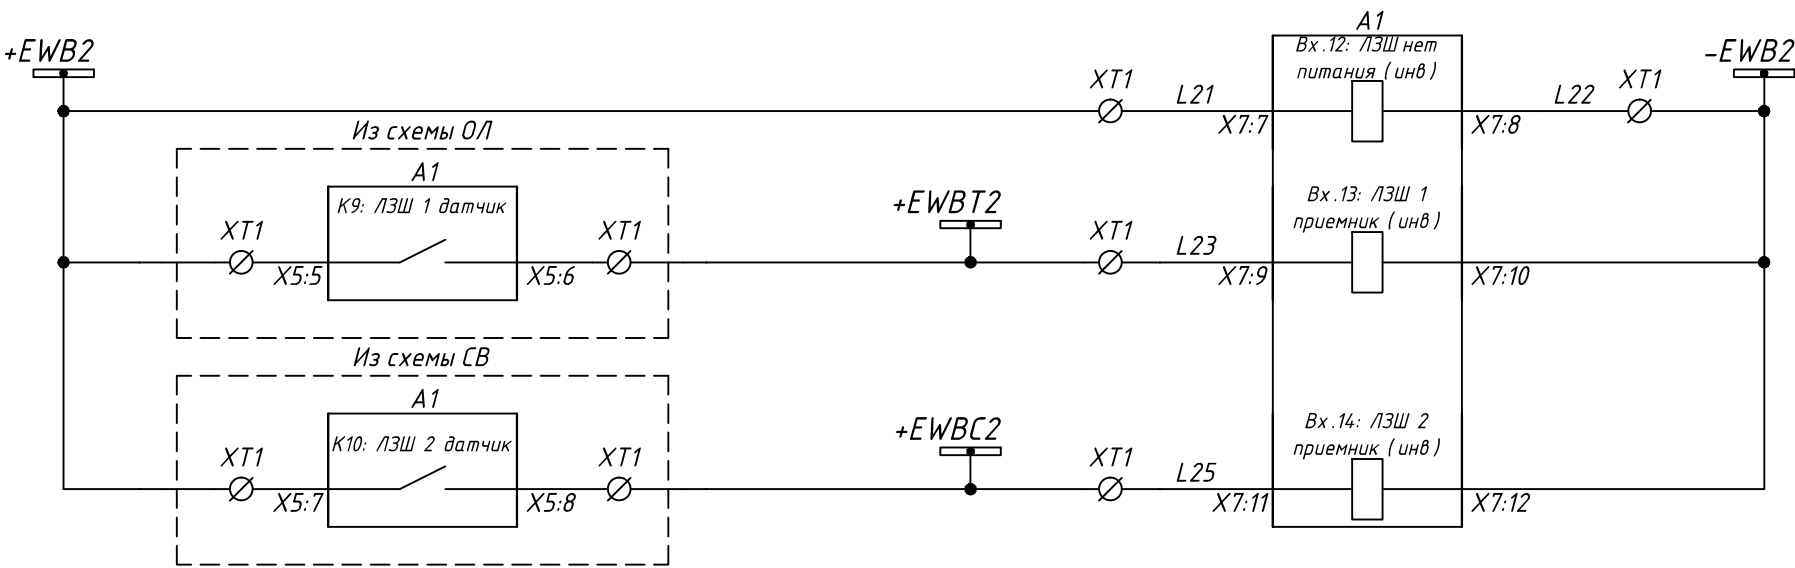 А1
+EWB2
Вх.12: ЛЗШ нет
питания (инв)
-EWB2
XT1
L21
L22
XT1
X7:7
X7:8
Из схемы ОЛ
А1
К9: ЛЗШ 1 датчик
+EWBT2
Вх.13: ЛЗШ 1
приемник (инв)
XT1
XT1
XT1
L23
X5:5
X5:6
X7:9
X7:10
Из схемы СВ
А1
К10: ЛЗШ 2 датчик
+EWBC2
Вх.14: ЛЗШ 2
приемник (инв)
XT1
XT1
XT1
L25
X5:7
X5:8
X7:11
X7:12